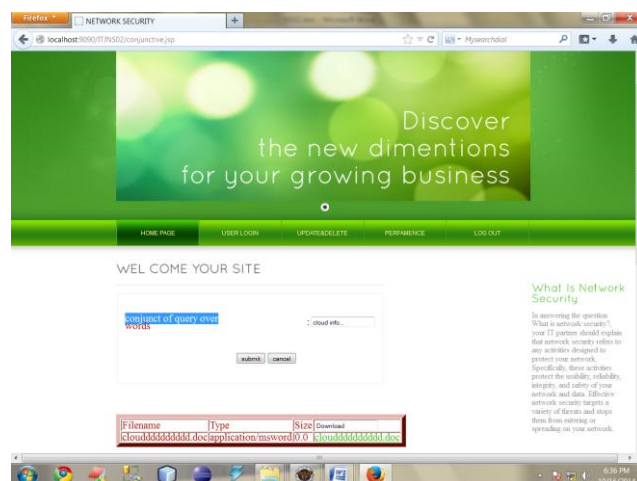 Firefox
NETWORK SECURITY
localhost:9090/IT/NS02/conjunctive.jsp
Mysearchdial
Discover
the new dimentions
for your growing business
HOME PAGE USER LOGIN UPDATE&DELETE PERFAMENCE LOG OUT
WEL COME YOUR SITE
conjunct of query over
words
: cloud info...
submit cancel
Filename Type Size Download
clouddddddddd.doc application/msword 0.0 clouddddddddd.doc
What Is Network
Security
In answering the question
What is network security?,
your IT partner should explain
that network security refers to
any activities designed to
protect your network.
Specifically, these activities
protect the usability, reliability,
integrity, and safety of your
network and data. Effective
network security targets a
variety of threats and stops
them from entering or
spreading on your network.
6:36 PM